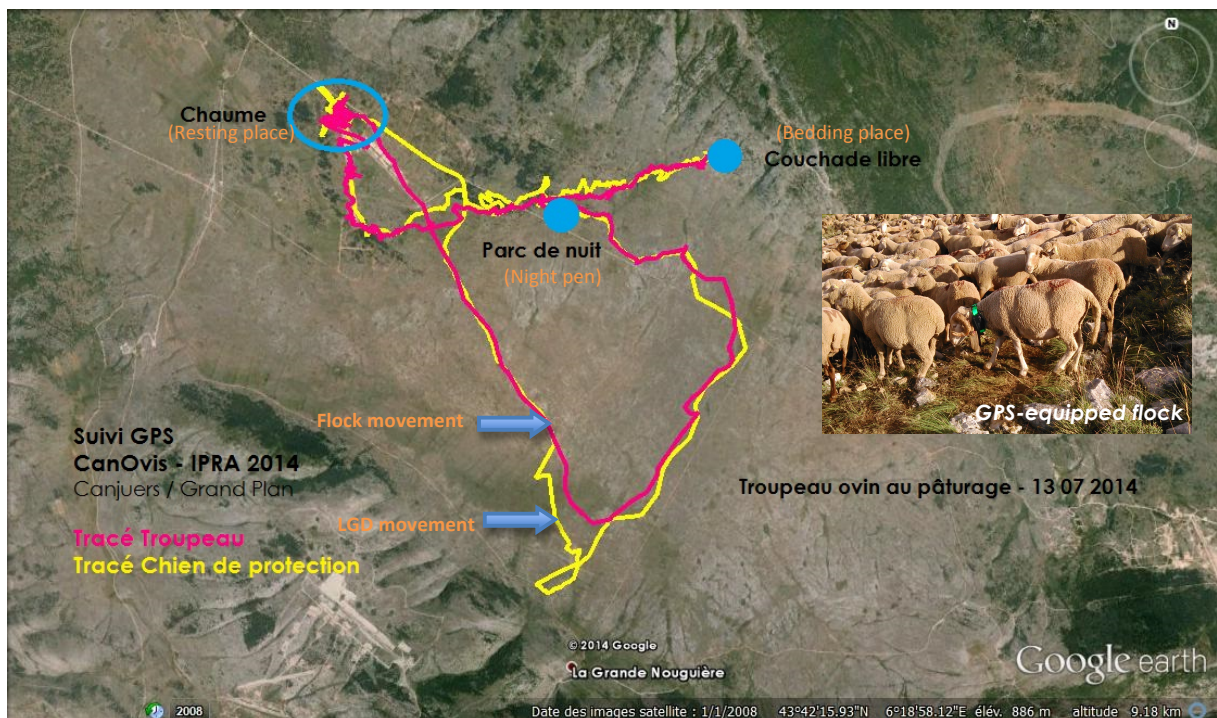 N
Chaume
(Resting place)
(Bedding place)
Couchade libre
Parc de nuit
(Night pen)
GPS-equipped flock
Flock movement
Suivi GPS
CanOvis - IPRA 2014
Canjuers / Grand Plan
Troupeau ovin au pâturage - 13 07 2014
LGD movement
Tracé Troupeau
Tracé Chien de protection
© 2014 Google
La Grande Nouguière
Google earth
2008
Date des images satellite : 1/1/2008 43°42'15.93"N 6°18'58.12"E élév. 886 m altitude 9.18 km